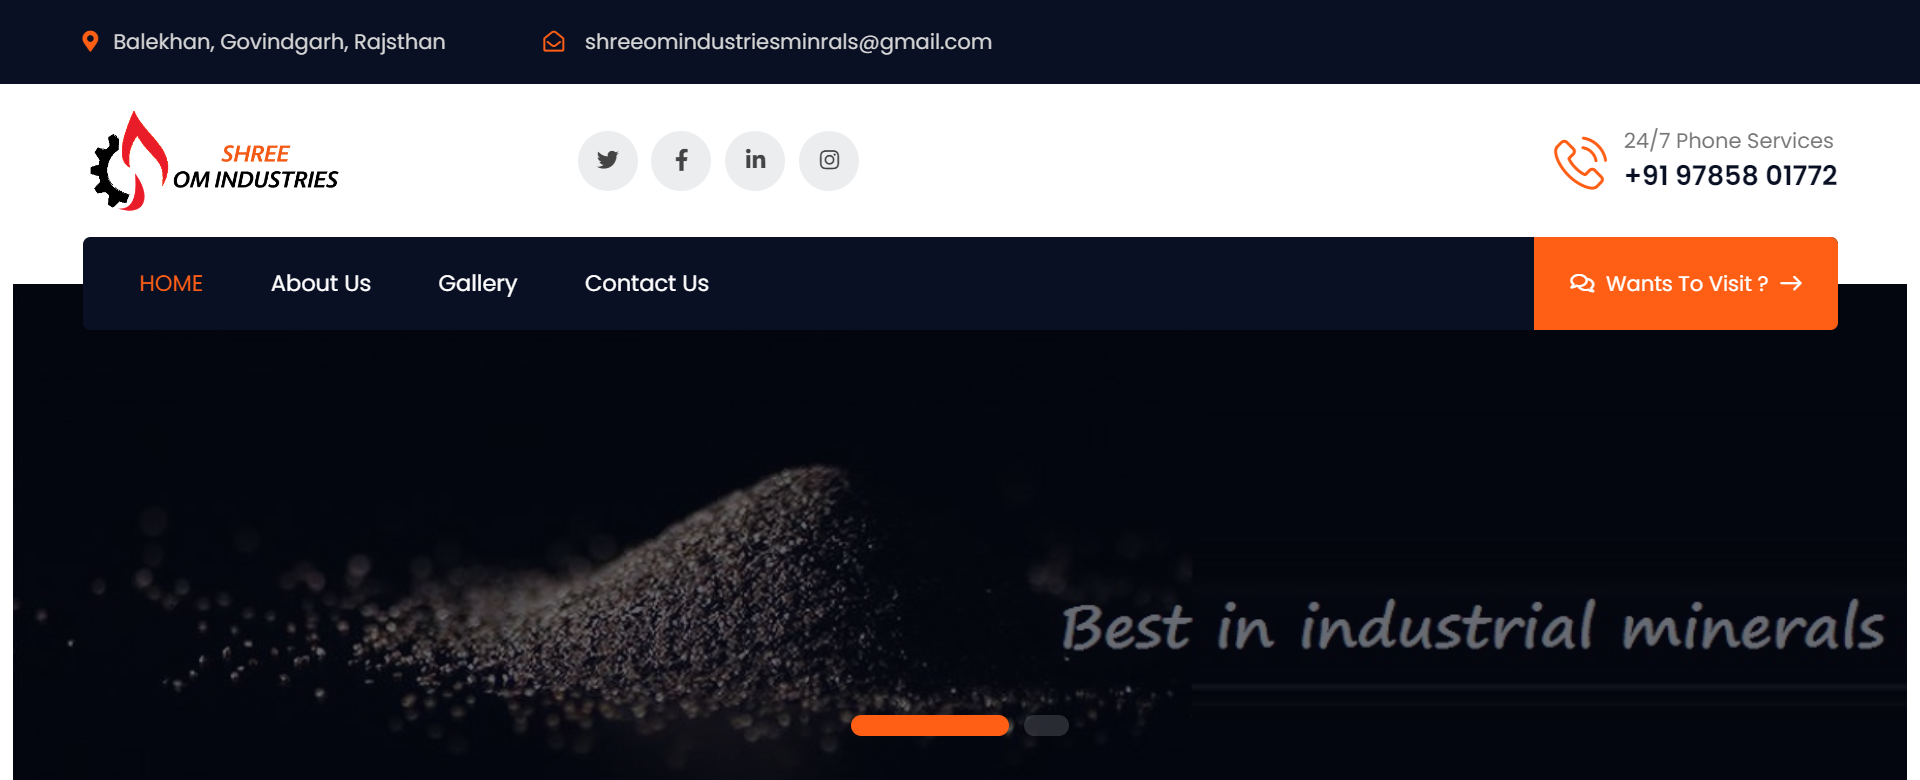 Balekhan, Govindgarh, Rajsthan
shreeomindustriesminrals@gmail.com
SHREE
OM INDUSTRIES
24/7 Phone Services
+91 97858 01772
HOME
About Us
Gallery
Contact Us
Wants To Visit ?
Best in industrial minerals